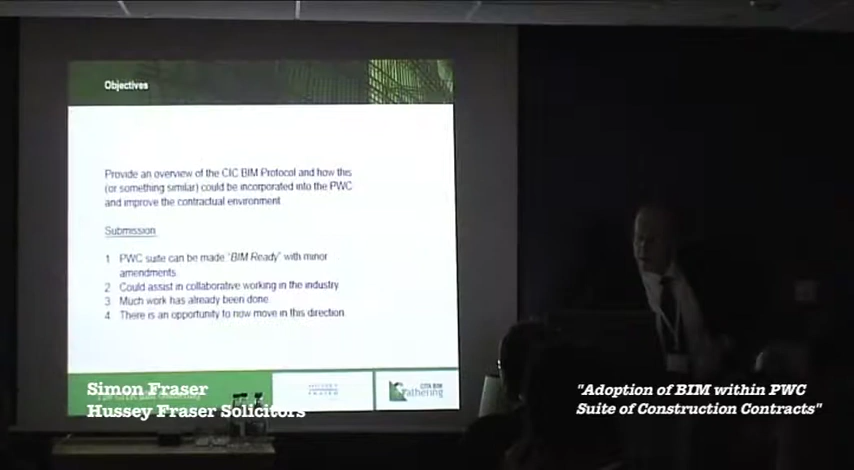 Objectives
Provide an overview of the CIC BIM Protocol and how this
(or something similar) could be incorporated into the PWC
and improve the contractual environment
Submission
1 PWC suite can be made "BIM Ready" with minor
amendments
2 Could assist in collaborative working in the industry
3 Much work has already been done
4 There is an opportunity to now move in this direction
CITA BIM
Gathering
Simon Fraser
Hussey Fraser Solicitors
"Adoption of BIM within PWC
Suite of Construction Contracts"